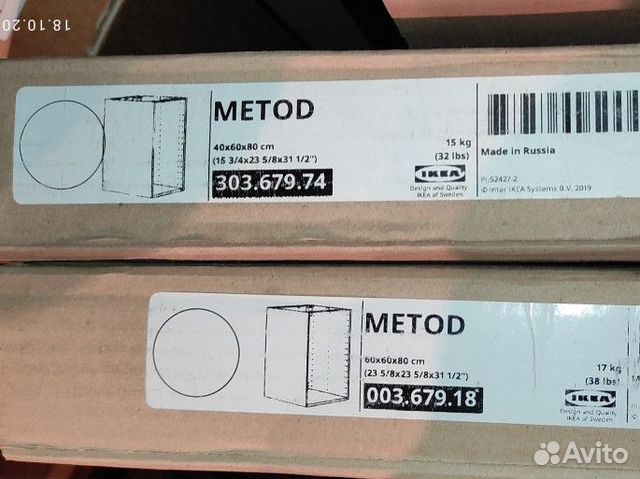 18.10.20
METOD
40x60x80 cm
(15 3/4x23 5/8x31 1/2")
303.679.74
15 kg
(32 lbs)
IKEA
Design and Quality
IKEA of Sweden
Made in Russia
PI-52427-2
© Inter IKEA Systems B.V. 2019
METOD
60x60x80 cm
(23 5/8x23 5/8x31 1/2")
003.679.18
17 kg
(38 lbs)
IKEA
Design and Quality
IKEA of Sweden
Avito